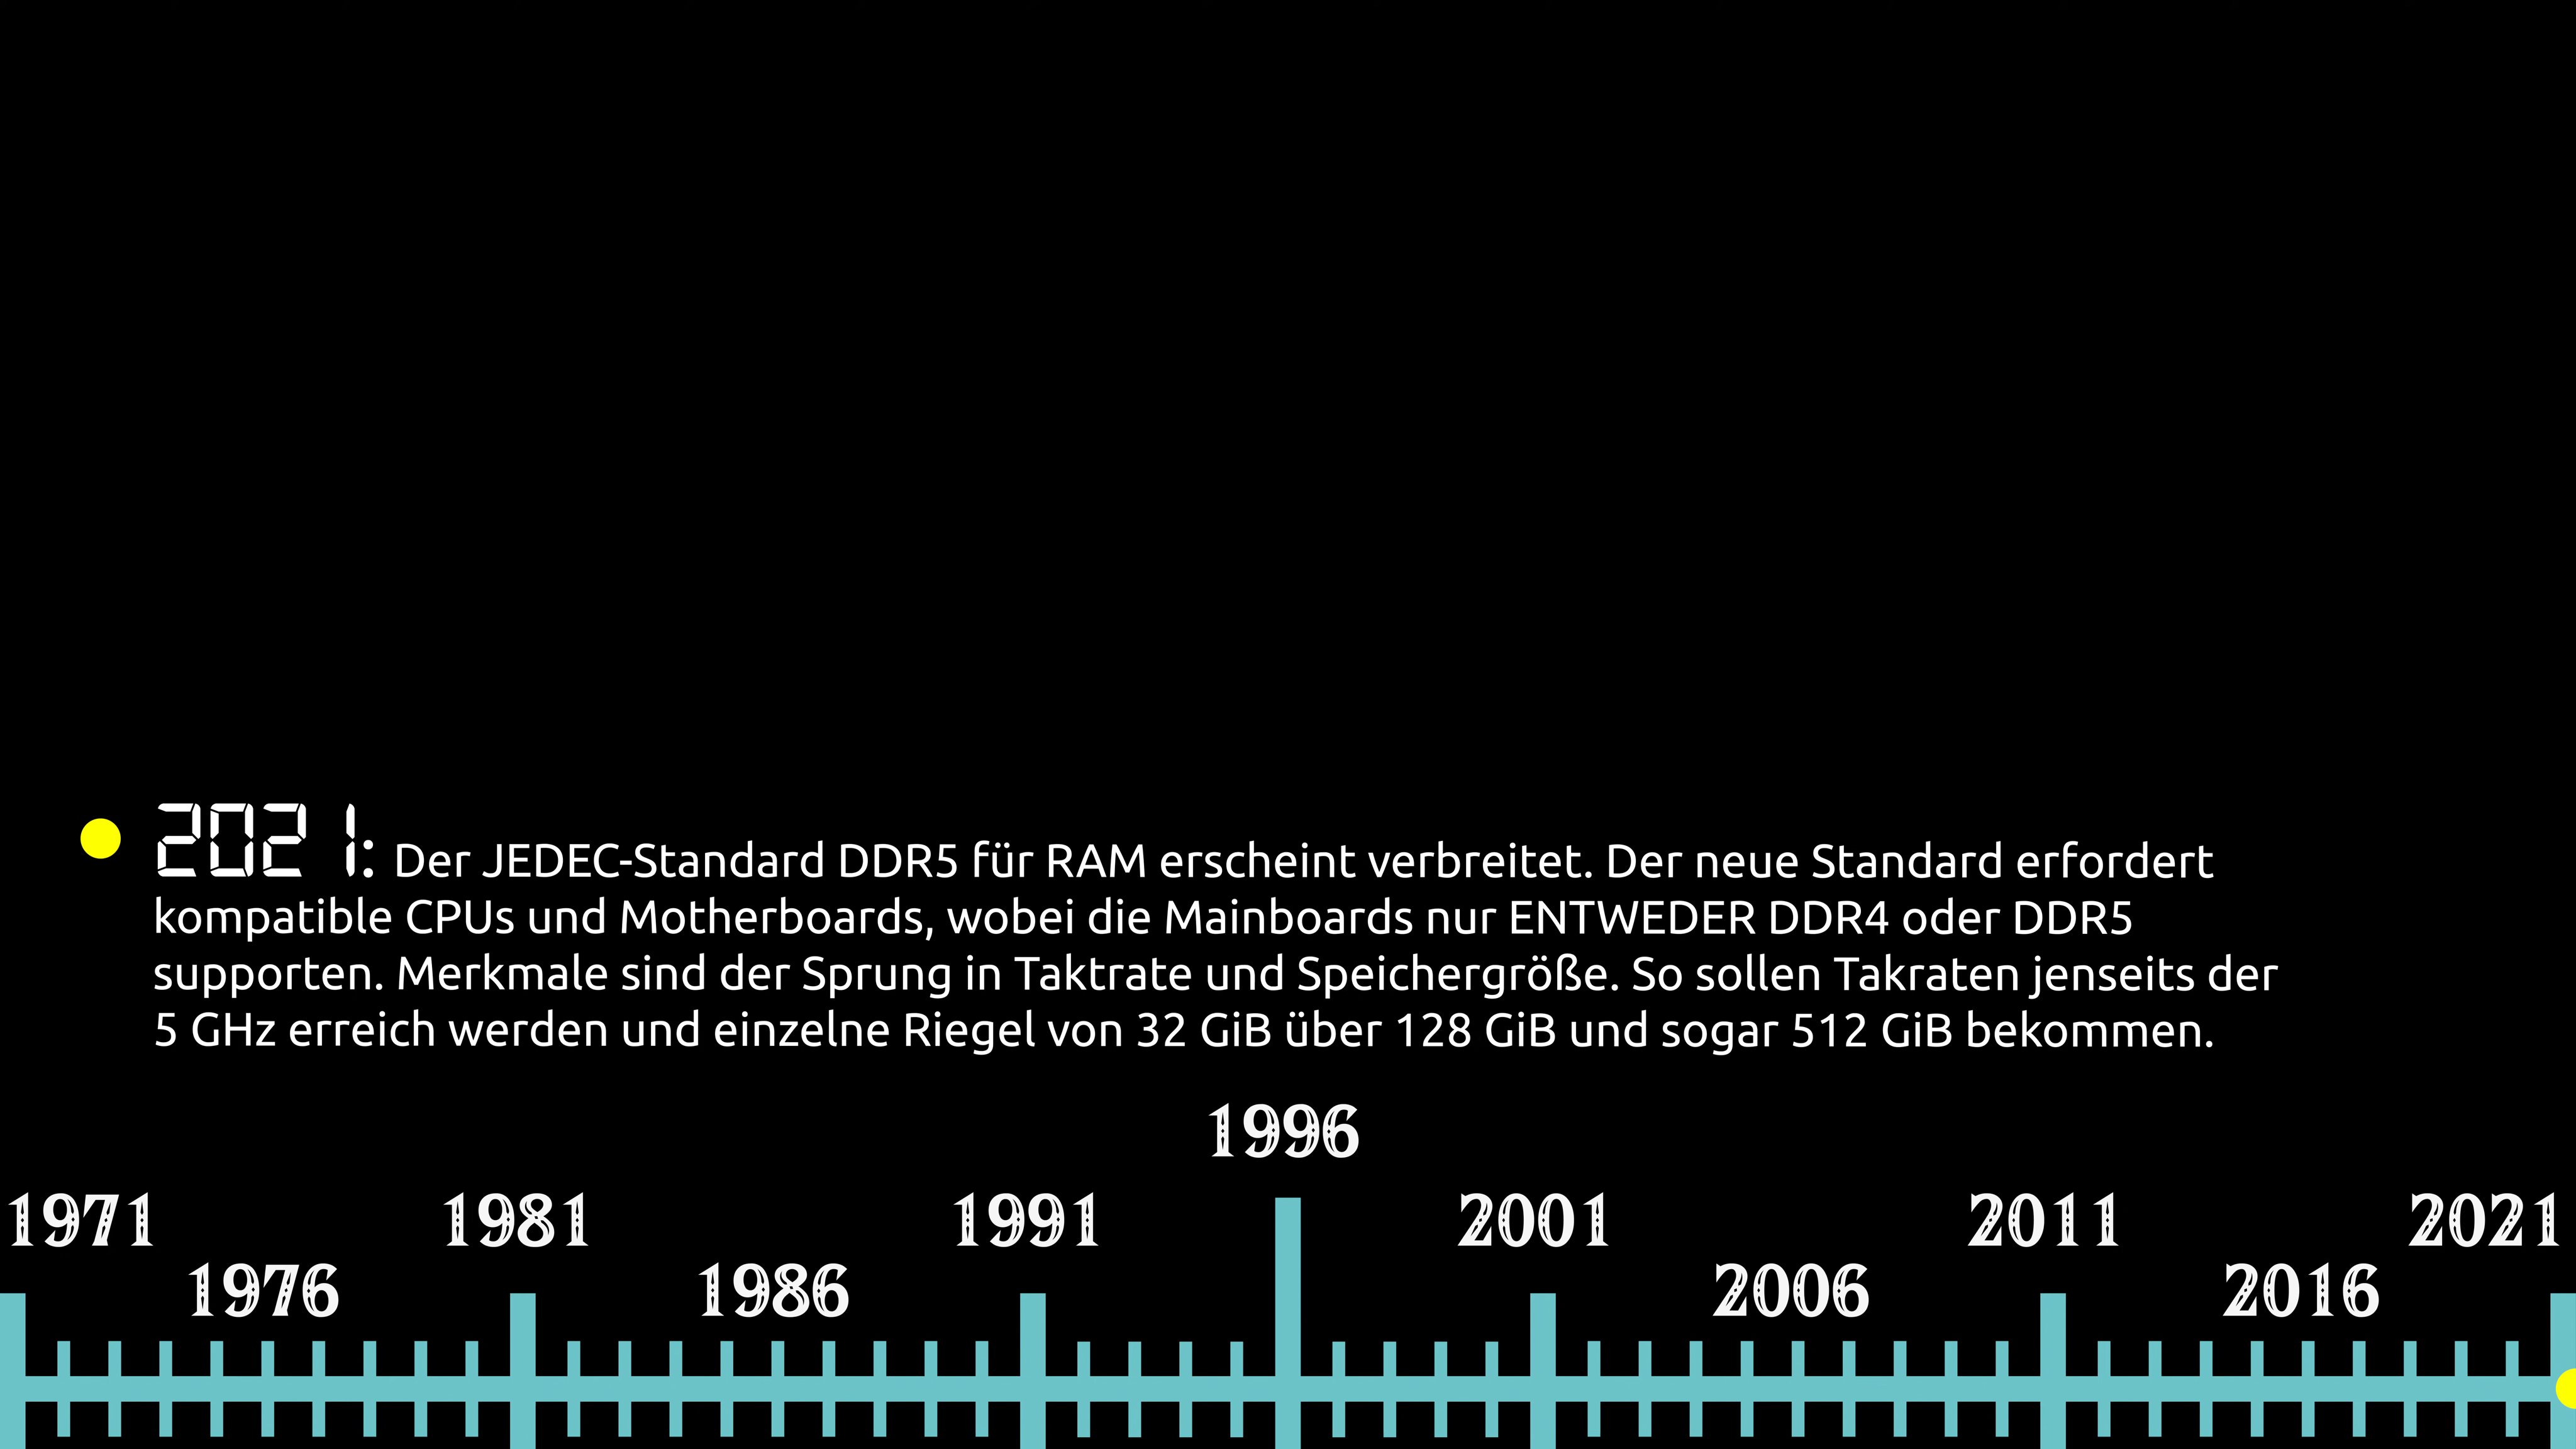 2021: Der JEDEC-Standard DDR5 für RAM erscheint verbreitet. Der neue Standard erfordert
kompatible CPUs und Motherboards, wobei die Mainboards nur ENTWEDER DDR4 oder DDR5
supporten. Merkmale sind der Sprung in Taktrate und Speichergröße. So sollen Takraten jenseits der
5 GHz erreich werden und einzelne Riegel von 32 GiB über 128 GiB und sogar 512 GiB bekommen.
1996
1971 1981 1991 2001 2011 2021
1976 1986 2006 2016